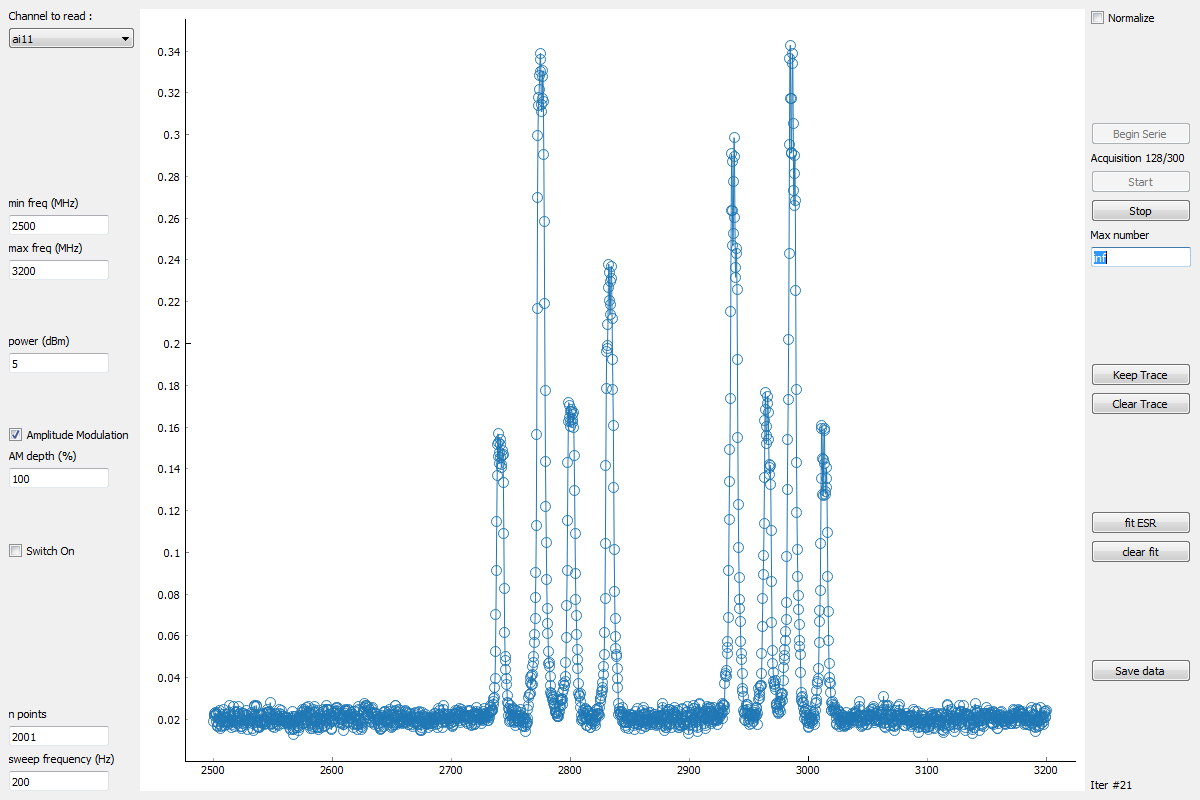 Channel to read :
ai11
min freq (MHz)
2500
max freq (MHz)
3200
power (dBm)
5
Amplitude Modulation
AM depth (%)
100
Switch On
n points
2001
sweep frequency (Hz)
200
0.34
0.32
0.3
0.28
0.26
0.24
0.22
0.2
0.18
0.16
0.14
0.12
0.1
0.08
0.06
0.04
0.02
2500 2600 2700 2800 2900 3000 3100 3200
Normalize
Begin Serie
Acquisition 128/300
Start
Stop
Max number
inf
Keep Trace
Clear Trace
fit ESR
clear fit
Save data
Iter #21